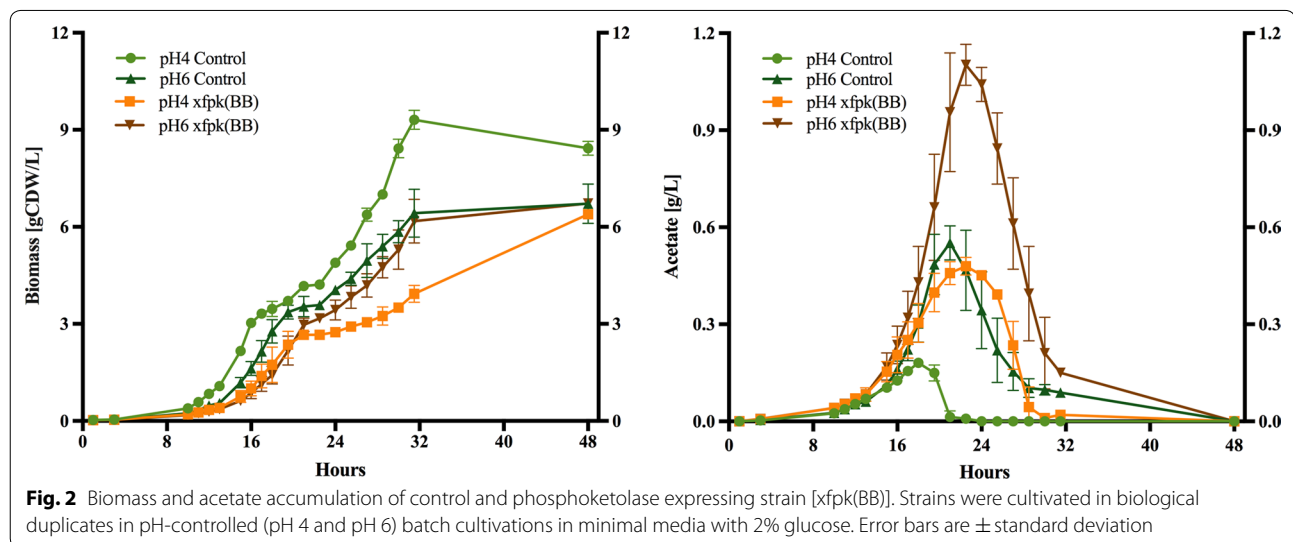 12
9
6
3
0
Biomass [gCDW/L]
pH4 Control
pH6 Control
pH4 xfpk(BB)
pH6 xfpk(BB)
12
9
6
3
0
0 8 16 24 32 40 48
Hours
1.2
0.9
0.6
0.3
0.0
Acetate [g/L]
pH4 Control
pH6 Control
pH4 xfpk(BB)
pH6 xfpk(BB)
1.2
0.9
0.6
0.3
0.0
0 8 16 24 32 40 48
Hours
Fig. 2 Biomass and acetate accumulation of control and phosphoketolase expressing strain [xfpk(BB)]. Strains were cultivated in biological
duplicates in pH-controlled (pH 4 and pH 6) batch cultivations in minimal media with 2% glucose. Error bars are ± standard deviation